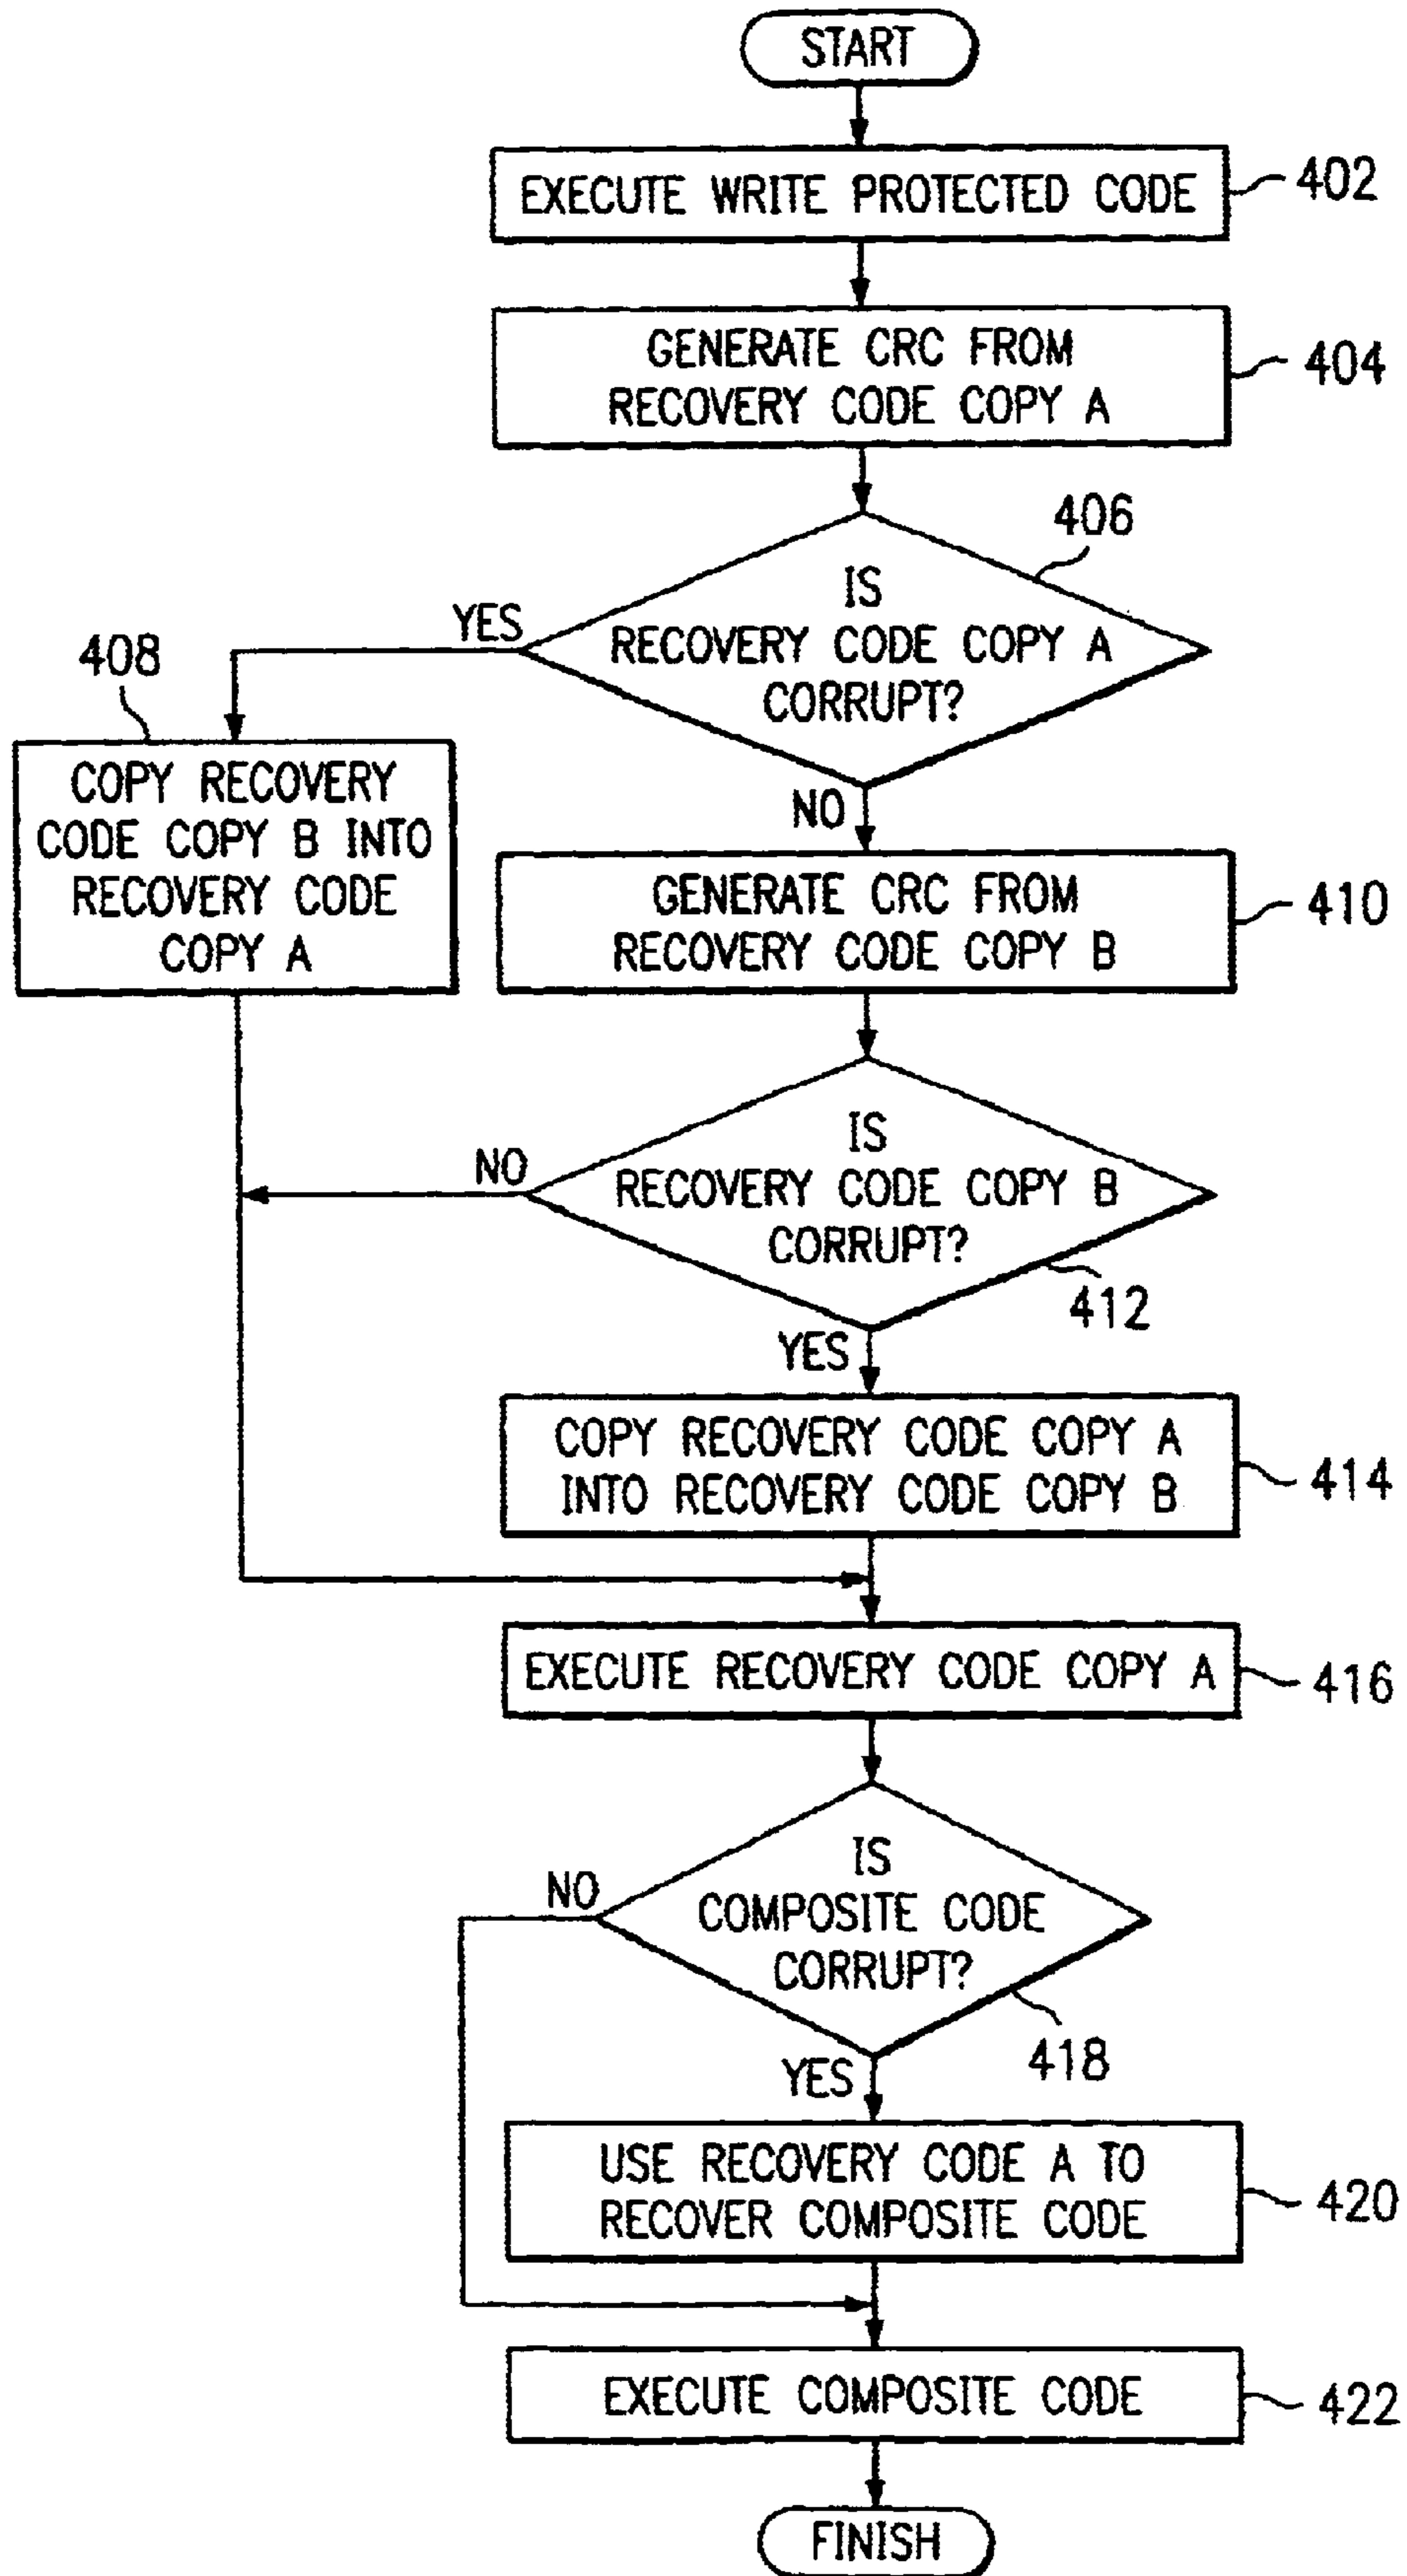 START
EXECUTE WRITE PROTECTED CODE
402
GENERATE CRC FROM
RECOVERY CODE COPY A
404
406
IS
RECOVERY CODE COPY A
CORRUPT?
YES
NO
408
COPY RECOVERY
CODE COPY B INTO
RECOVERY CODE
COPY A
GENERATE CRC FROM
RECOVERY CODE COPY B
410
IS
RECOVERY CODE COPY B
CORRUPT?
NO
412
YES
COPY RECOVERY CODE COPY A
INTO RECOVERY CODE COPY B
414
EXECUTE RECOVERY CODE COPY A
416
IS
COMPOSITE CODE
CORRUPT?
NO
418
YES
USE RECOVERY CODE A TO
RECOVER COMPOSITE CODE
420
EXECUTE COMPOSITE CODE
422
FINISH